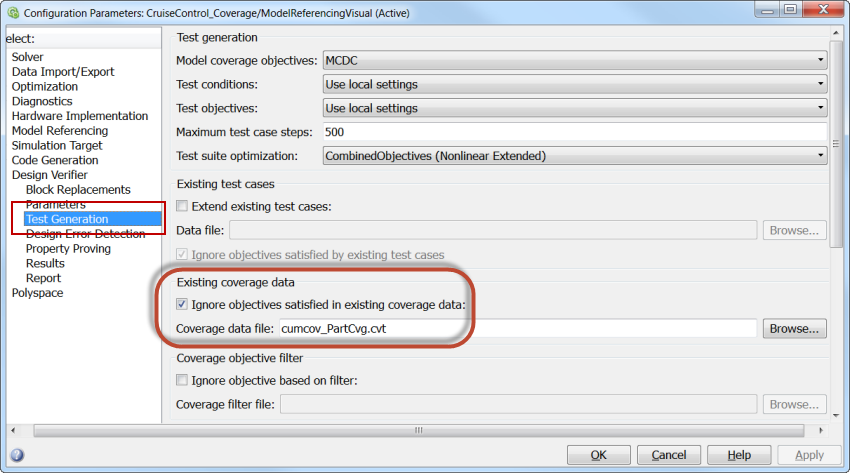 Configuration Parameters: CruiseControl_Coverage/ModelReferencingVisual (Active)
elect:
Solver
Data Import/Export
Optimization
Diagnostics
Hardware Implementation
Model Referencing
Simulation Target
Code Generation
Design Verifier
Block Replacements
Parameters
Test Generation
Design Error Detection
Property Proving
Results
Report
Polyspace
Test generation
Model coverage objectives: MCDC
Test conditions: Use local settings
Test objectives: Use local settings
Maximum test case steps: 500
Test suite optimization: CombinedObjectives (Nonlinear Extended)
Existing test cases
Extend existing test cases:
Data file: Browse...
Ignore objectives satisfied by existing test cases
Existing coverage data
Ignore objectives satisfied in existing coverage data:
Coverage data file: cumcov_PartCvg.cvt Browse...
Coverage objective filter
Ignore objective based on filter:
Coverage filter file: Browse...
OK Cancel Help Apply